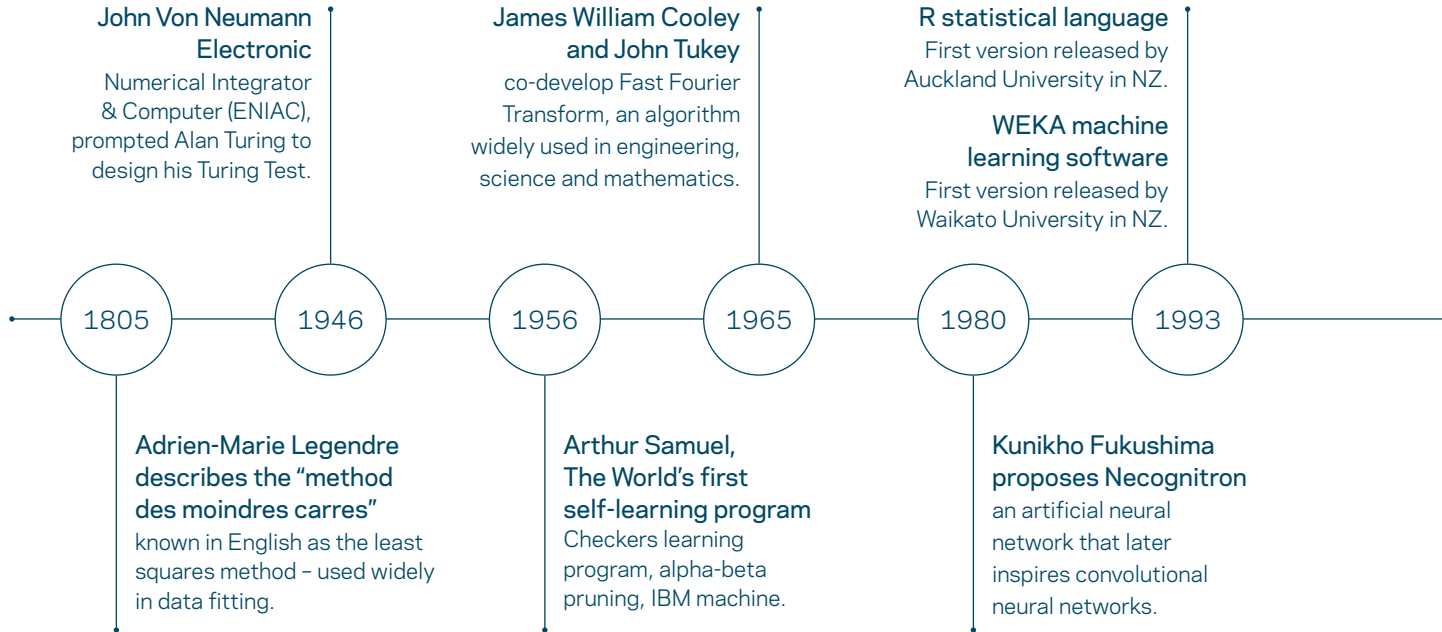 John Von Neumann
Electronic
Numerical Integrator
& Computer (ENIAC),
prompted Alan Turing to
design his Turing Test.
James William Cooley
and John Tukey
co-develop Fast Fourier
Transform, an algorithm
widely used in engineering,
science and mathematics.
R statistical language
First version released by
Auckland University in NZ.
WEKA machine
learning software
First version released by
Waikato University in NZ.
1805
1946
1956
1965
1980
1993
Adrien-Marie Legendre
describes the “method
des moindres carres”
known in English as the least
squares method – used widely
in data fitting.
Arthur Samuel,
The World’s first
self-learning program
Checkers learning
program, alpha-beta
pruning, IBM machine.
Kunikho Fukushima
proposes Necognitron
an artificial neural
network that later
inspires convolutional
neural networks.